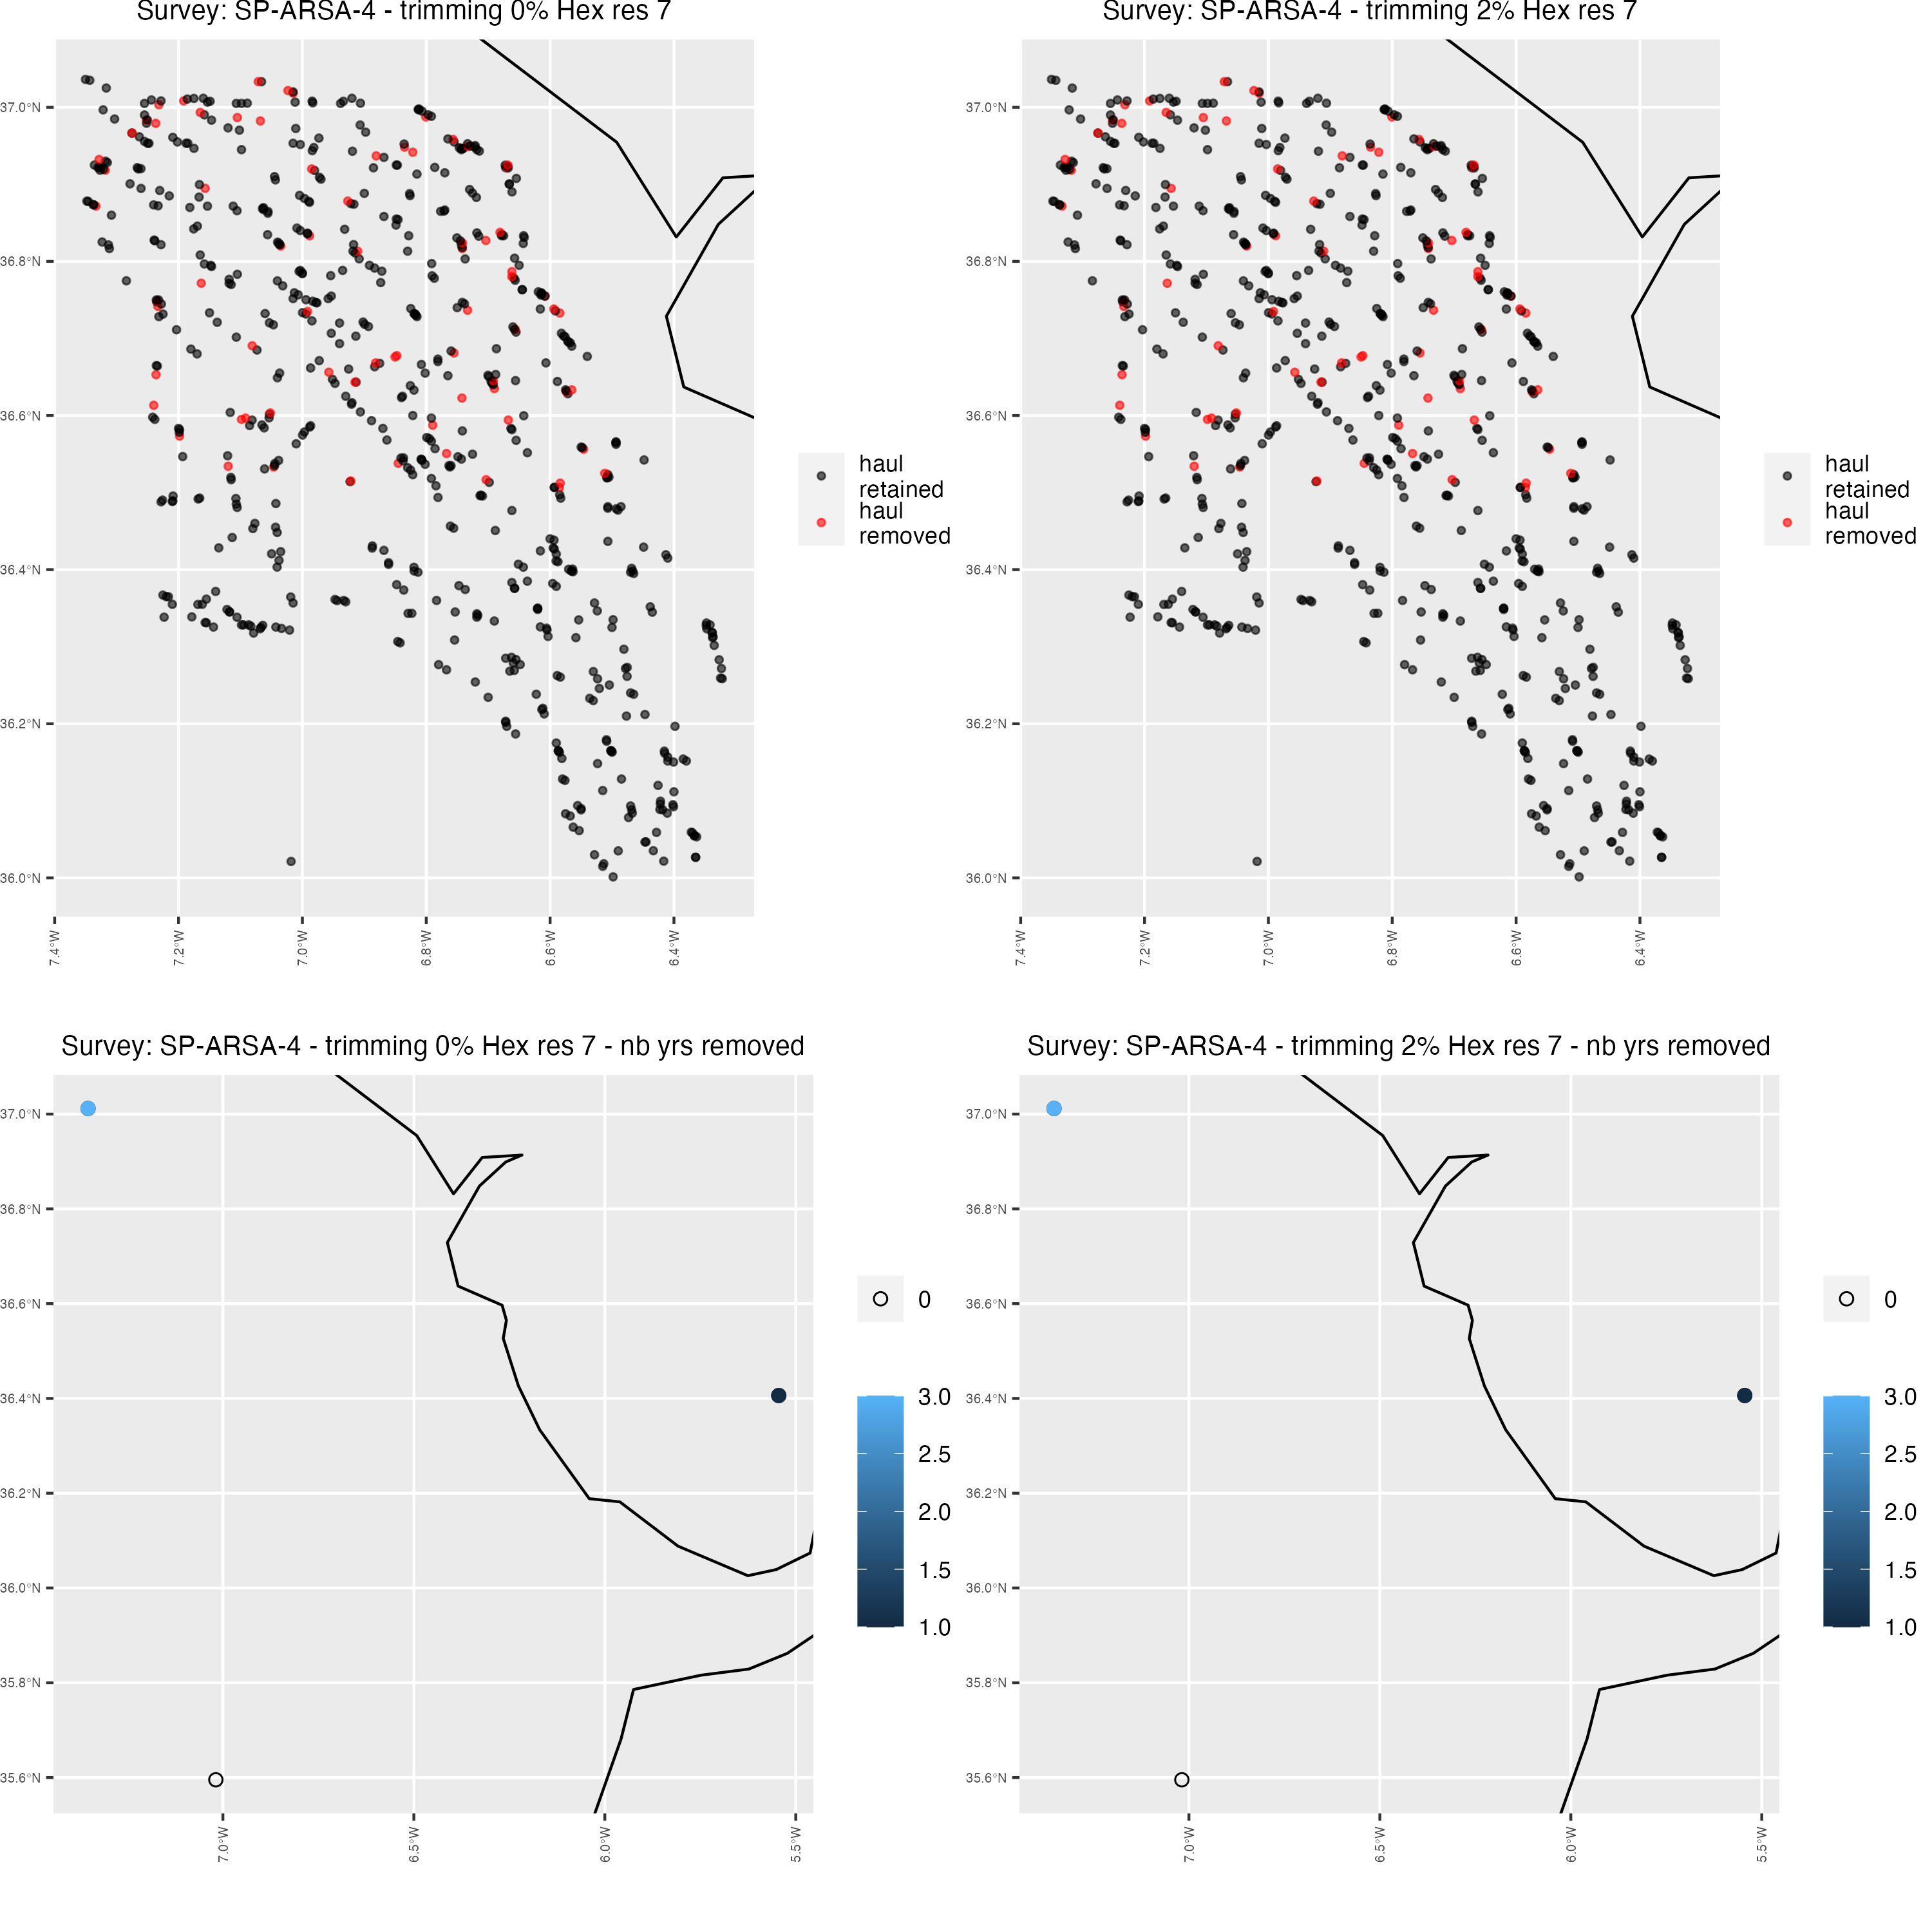 Survey: SP-ARSA-4 - trimming 0% Hex res 7
37.0°N
36.8°N
36.6°N
36.4°N
36.2°N
36.0°N
7.4°W
7.2°W
7.0°W
6.8°W
6.6°W
6.4°W
haul
retained
haul
removed
Survey: SP-ARSA-4 - trimming 2% Hex res 7
37.0°N
36.8°N
36.6°N
36.4°N
36.2°N
36.0°N
7.4°W
7.2°W
7.0°W
6.8°W
6.6°W
6.4°W
haul
retained
haul
removed
Survey: SP-ARSA-4 - trimming 0% Hex res 7 - nb yrs removed
37.0°N
36.8°N
36.6°N
36.4°N
36.2°N
36.0°N
35.8°N
35.6°N
7.0°W
6.5°W
6.0°W
5.5°W
0
3.0
2.5
2.0
1.5
1.0
Survey: SP-ARSA-4 - trimming 2% Hex res 7 - nb yrs removed
37.0°N
36.8°N
36.6°N
36.4°N
36.2°N
36.0°N
35.8°N
35.6°N
7.0°W
6.5°W
6.0°W
5.5°W
0
3.0
2.5
2.0
1.5
1.0